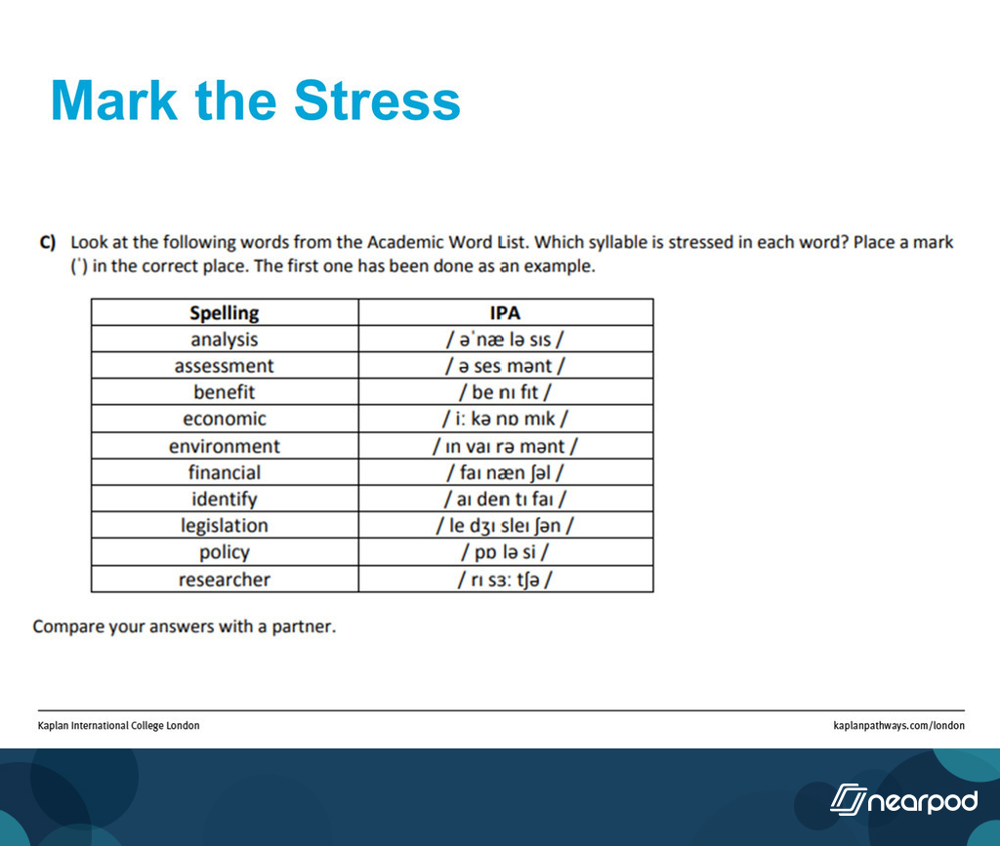 Mark the Stress
C) Look at the following words from the Academic Word List. Which syllable is stressed in each word? Place a mark
(ˈ) in the correct place. The first one has been done as an example.
Spelling IPA
analysis / əˈnæ lə sɪs /
assessment / ə ses mənt /
benefit / be nɪ fɪt /
economic / iː kə nɒ mɪk /
environment / ɪn vaɪ rə mənt /
financial / faɪ næn ʃəl /
identify / aɪ den tɪ faɪ /
legislation / le dʒɪ sleɪ ʃən /
policy / pɒ lə si /
researcher / rɪ sɜː tʃə /
Compare your answers with a partner.
Kaplan International College London kaplanpathways.com/london
nearpod